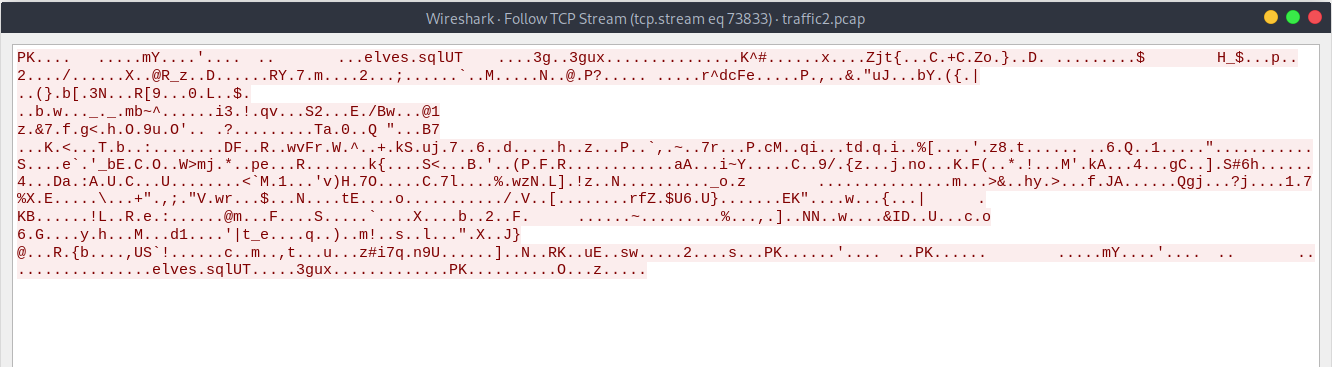 Wireshark · Follow TCP Stream (tcp.stream eq 73833) · traffic2.pcap
PK....   .....mY....'....  ..       ...elves.sqlUT    ....3g..3gux...............K^#......x....Zjt{...C.+C.Zo.}..D. .........$        H_$...p..
2..../......X..@R_z..D......RY.7.m....2...;......`..M.....N..@.P?..... .....r^dcFe.....P.,..&."uJ...bY.({.|
..(}.b[.3N...R[9...0.L..$.
..b.w..._._.mb~^......i3.!.qv...S2...E./Bw...@1
z.&7.f.g<.h.O.9u.O'.. .?.........Ta.0..Q "...B7
...K.<...T.b..:........DF..R..wvFr.W.^..+.kS.uj.7..6..d.....h..z...P..`,.~..7r...P.cM..qi...td.q.i..%[....'.z8.t...... ..6.Q..1....."...........
S....e`.'_bE.C.O..W>mj.*..pe...R.......k{....S<...B.'..(P.F.R............aA...i~Y.....C..9/.{z...j.no...K.F(..*.!...M'.kA...4...gC..].S#6h......
4...Da.:A.U.C...U........<`M.1...'v)H.7O.....C.7l....%.wzN.L].!z..N.........._o.z        ...............m...>&..hy.>...f.JA......Qgj...?j....1.7
%X.E.....\...+".,;."V.wr...$...N....tE....o.........../.V..[........rfZ.$U6.U}.......EK"....w...{...|      .
KB......!L..R.e.:......@m...F....S.....`....X....b..2..F.      ......~.........%...,.]..NN..w....&ID..U...c.o
6.G....y.h...M...d1....'|t_e....q..)..m!..s..l...".X..J}
@...R.{b....,US`!......c..m..,t...u...z#i7q.n9U......]..N..RK..uE..sw.....2....s...PK......'....  ..PK......        .....mY....'....  ..        ..
...............elves.sqlUT.....3gux.............PK..........O...z.....